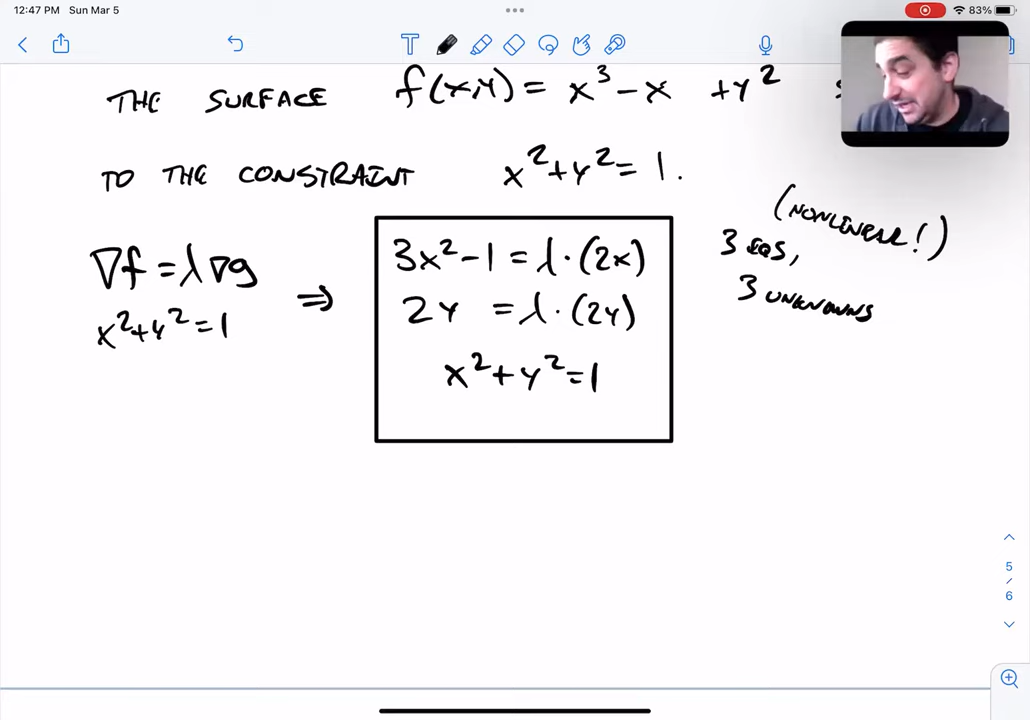 12:47 PM Sun Mar 5
83%
THE SURFACE f(x,y) = x³ - x + y²
TO THE CONSTRAINT x² + y² = 1.
(NONLINEAR!)
∇f = λ∇g ⇒ 3x² - 1 = λ·(2x) 3 EQS,
x² + y² = 1 2y = λ·(2y) 3 UNKNOWNS
x² + y² = 1
5
/
6